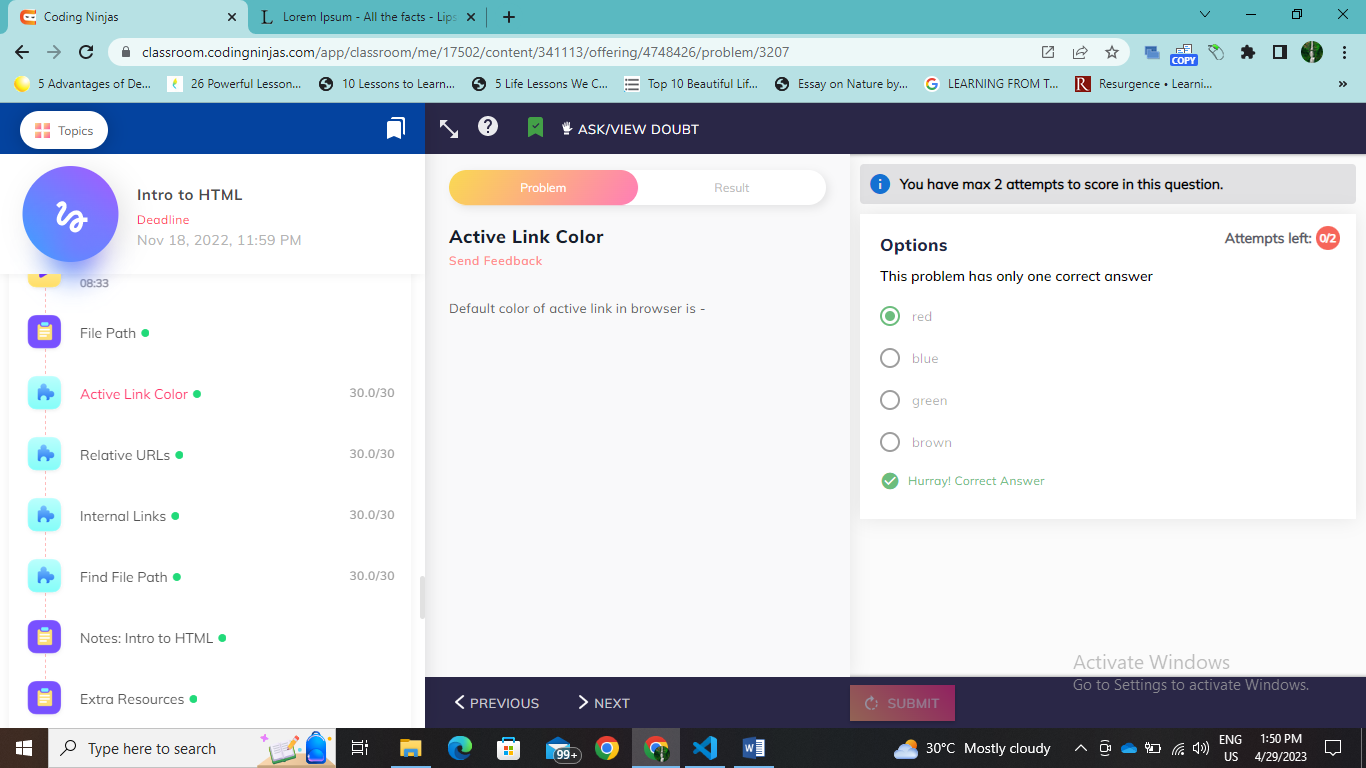 Coding Ninjas
Lorem Ipsum - All the facts - Lips
classroom.codingninjas.com/app/classroom/me/17502/content/341113/offering/4748426/problem/3207
COPY
5 Advantages of De...
26 Powerful Lesson...
10 Lessons to Learn...
5 Life Lessons We C...
Top 10 Beautiful Lif...
Essay on Nature by...
LEARNING FROM T...
Resurgence • Learni...
»
Topics
ASK/VIEW DOUBT
Intro to HTML
Deadline
Nov 18, 2022, 11:59 PM
08:33
File Path
Active Link Color 30.0/30
Relative URLs 30.0/30
Internal Links 30.0/30
Find File Path 30.0/30
Notes: Intro to HTML
Extra Resources
Problem
Result
Active Link Color
Send Feedback
Default color of active link in browser is -
PREVIOUS
NEXT
You have max 2 attempts to score in this question.
Options
Attempts left: 0/2
This problem has only one correct answer
red
blue
green
brown
Hurray! Correct Answer
SUBMIT
Activate Windows
Go to Settings to activate Windows.
Type here to search
99+
30°C Mostly cloudy
ENG
US
1:50 PM
4/29/2023